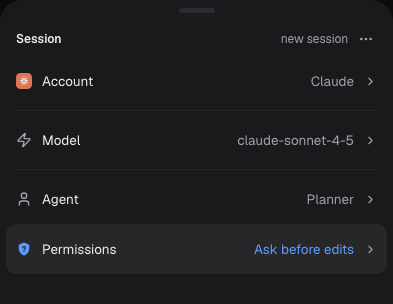 Session new session
Account Claude
Model claude-sonnet-4-5
Agent Planner
Permissions Ask before edits